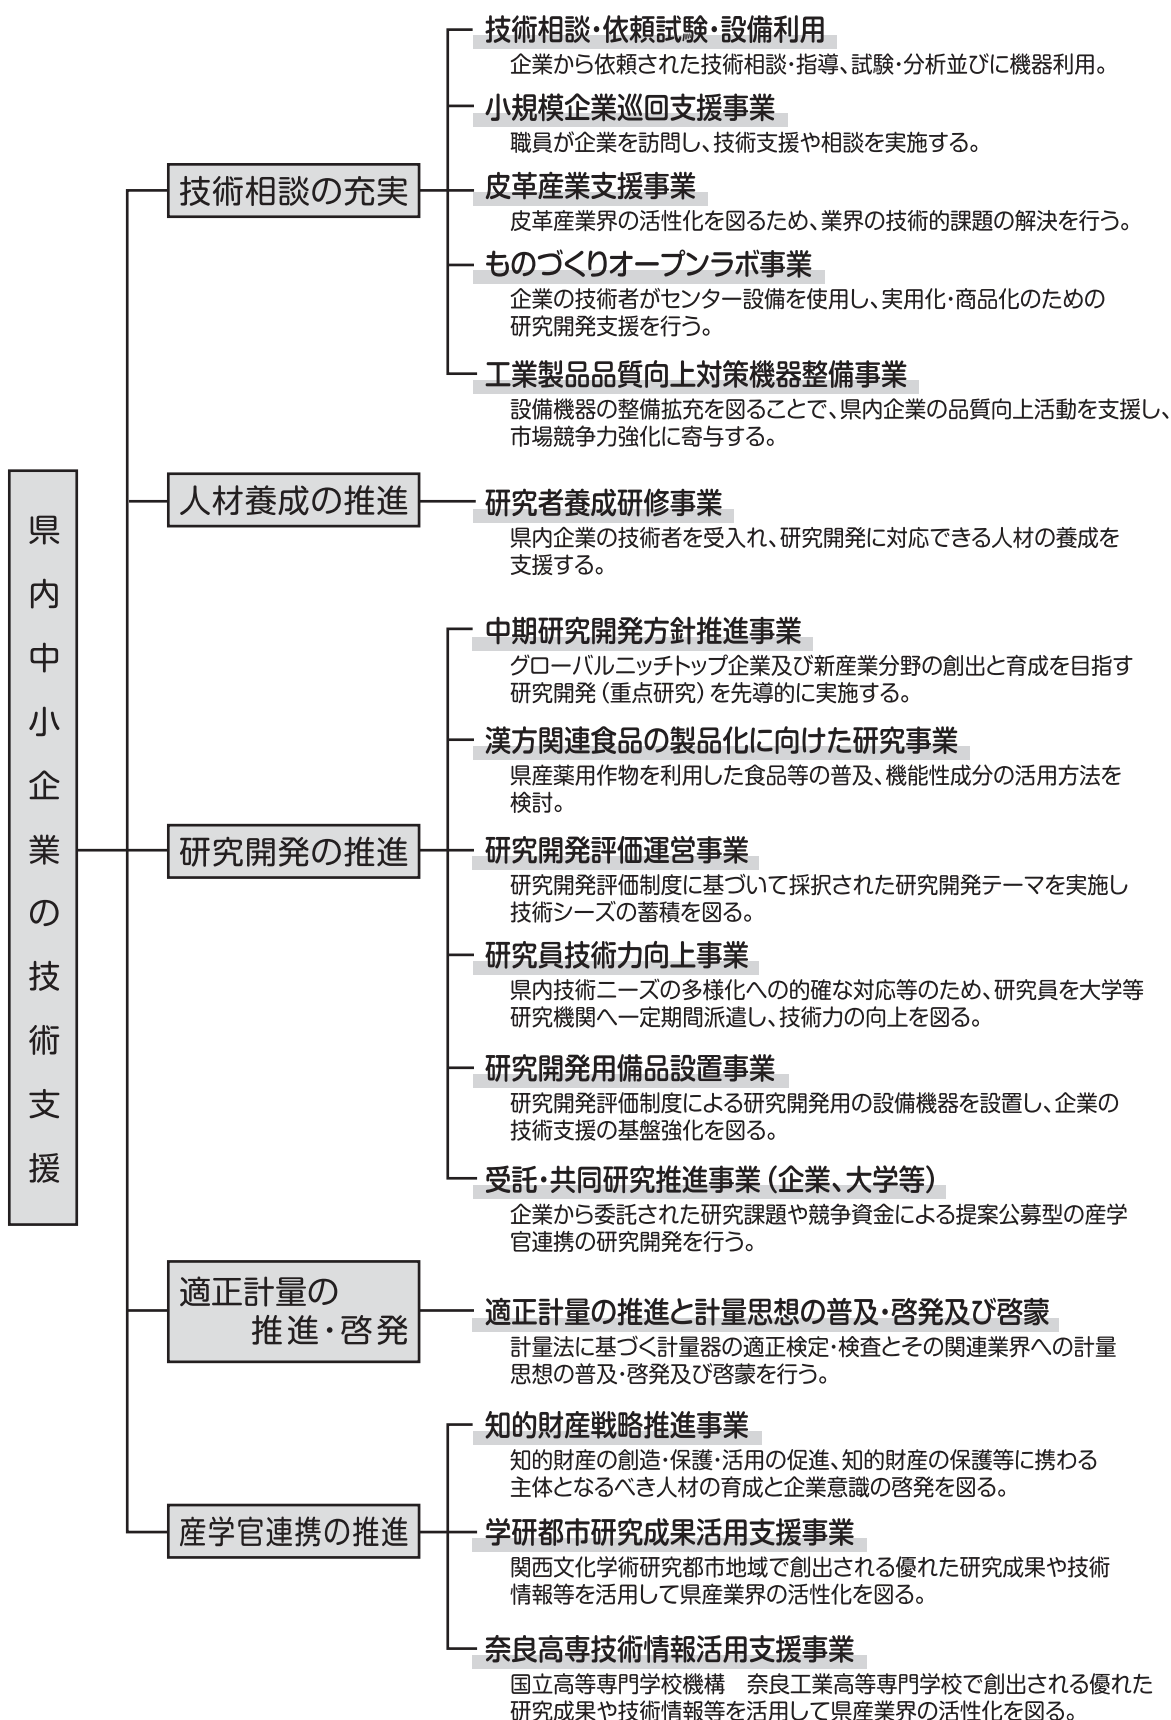 県内中小企業の技術支援
技術相談の充実
技術相談・依頼試験・設備利用
企業から依頼された技術相談・指導、試験・分析並びに機器利用。
小規模企業巡回支援事業
職員が企業を訪問し、技術支援や相談を実施する。
皮革産業支援事業
皮革産業界の活性化を図るため、業界の技術的課題の解決を行う。
ものづくりオープンラボ事業
企業の技術者がセンター設備を使用し、実用化・商品化のための
研究開発支援を行う。
工業製品品質向上対策機器整備事業
設備機器の整備拡充を図ることで、県内企業の品質向上活動を支援し、
市場競争力強化に寄与する。
人材養成の推進
研究者養成研修事業
県内企業の技術者を受入れ、研究開発に対応できる人材の養成を
支援する。
研究開発の推進
中期研究開発方針推進事業
グローバルニッチトップ企業及び新産業分野の創出と育成を目指す
研究開発（重点研究）を先導的に実施する。
漢方関連食品の製品化に向けた研究事業
県産薬用作物を利用した食品等の普及、機能性成分の活用方法を
検討。
研究開発評価運営事業
研究開発評価制度に基づいて採択された研究開発テーマを実施し
技術シーズの蓄積を図る。
研究員技術力向上事業
県内技術ニーズの多様化への的確な対応等のため、研究員を大学等
研究機関へ一定期間派遣し、技術力の向上を図る。
研究開発用備品設置事業
研究開発評価制度による研究開発用の設備機器を設置し、企業の
技術支援の基盤強化を図る。
受託・共同研究推進事業（企業、大学等）
企業から委託された研究課題や競争資金による提案公募型の産学
官連携の研究開発を行う。
適正計量の
推進・啓発
適正計量の推進と計量思想の普及・啓発及び啓蒙
計量法に基づく計量器の適正検定・検査とその関連業界への計量
思想の普及・啓発及び啓蒙を行う。
産学官連携の推進
知的財産戦略推進事業
知的財産の創造・保護・活用の促進、知的財産の保護等に携わる
主体となるべき人材の育成と企業意識の啓発を図る。
学研都市研究成果活用支援事業
関西文化学術研究都市地域で創出される優れた研究成果や技術
情報等を活用して県産業界の活性化を図る。
奈良高専技術情報活用支援事業
国立高等専門学校機構　奈良工業高等専門学校で創出される優れた
研究成果や技術情報等を活用して県産業界の活性化を図る。